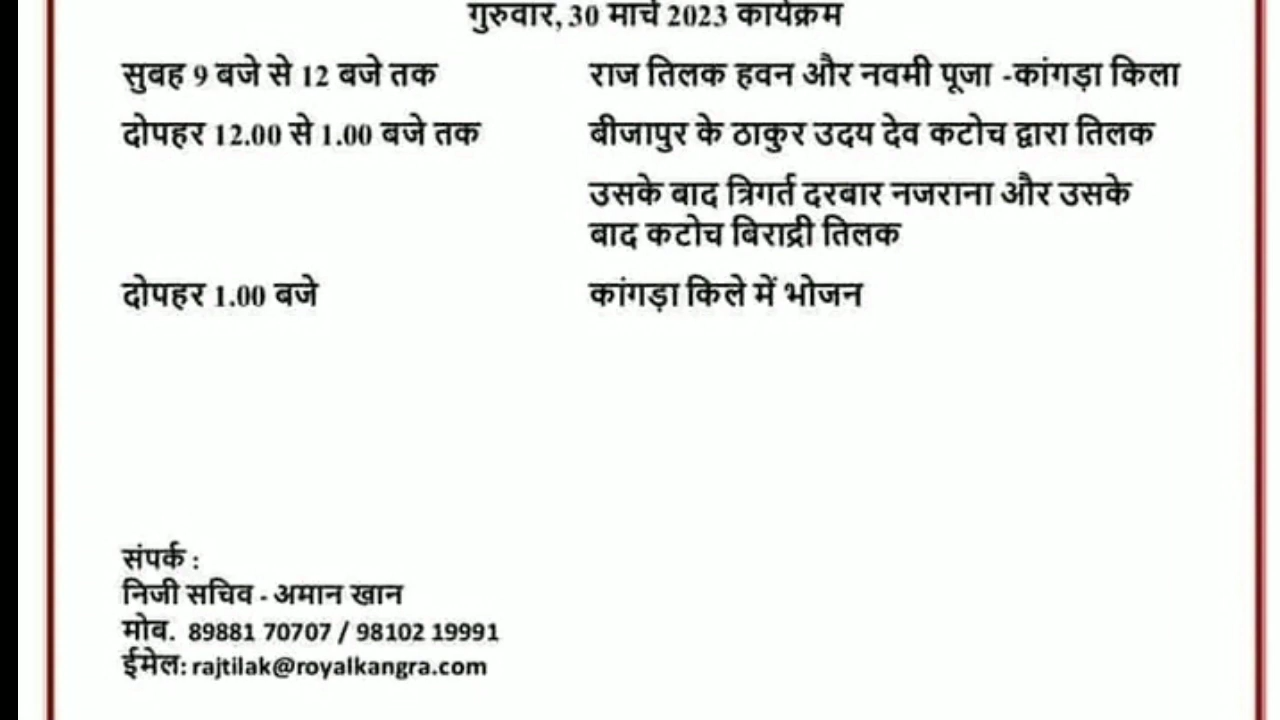 गुरुवार, 30 मार्च 2023 कार्यक्रम
सुबह 9 बजे से 12 बजे तक राज तिलक हवन और नवमी पूजा -कांगड़ा किला
दोपहर 12.00 से 1.00 बजे तक बीजापुर के ठाकुर उदय देव कटोच द्वारा तिलक
उसके बाद त्रिगर्त दरबार नजराना और उसके
बाद कटोच बिराद्री तिलक
दोपहर 1.00 बजे कांगड़ा किले में भोजन
संपर्क :
निजी सचिव - अमान खान
मोब. 89881 70707 / 98102 19991
ईमेल: rajtilak@royalkangra.com